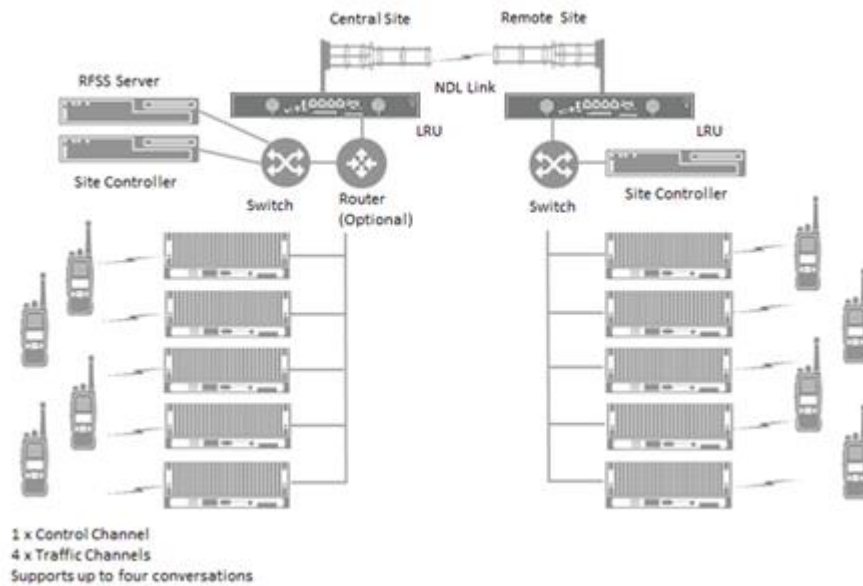 Central Site
Remote Site
RFSS Server
NDL Link
LRU
LRU
Site Controller
Switch
Router
(Optional)
Switch
Site Controller
1 x Control Channel
4 x Traffic Channels
Supports up to four conversations